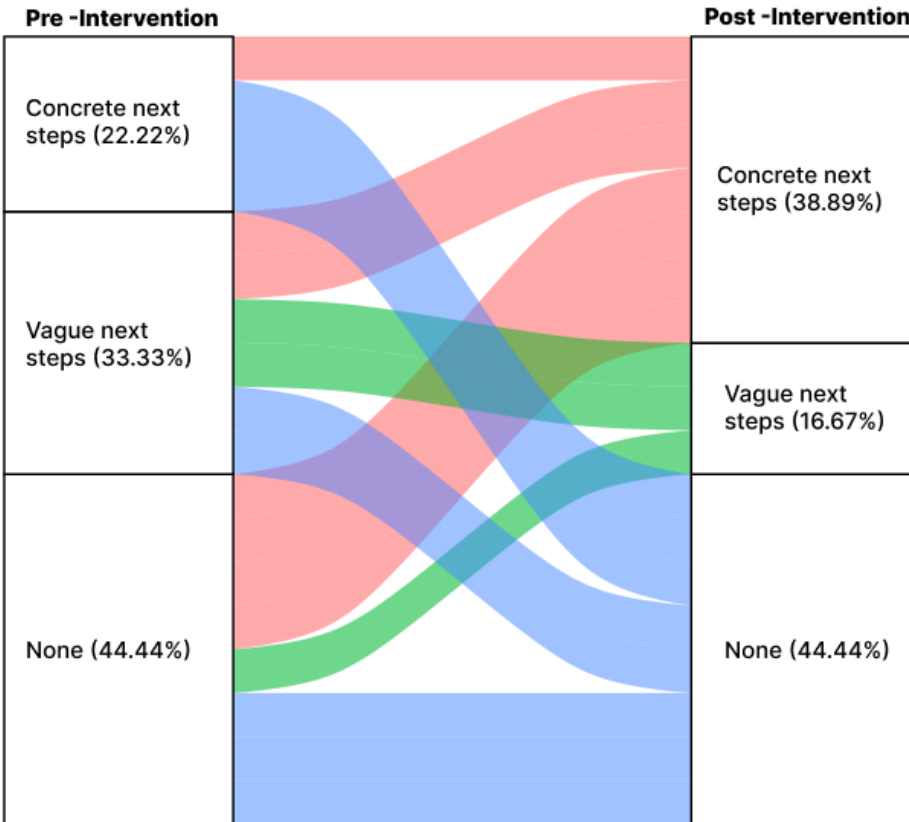 Pre -Intervention
Post -Intervention
Concrete next
steps (22.22%)
Vague next
steps (33.33%)
None (44.44%)
Concrete next
steps (38.89%)
Vague next
steps (16.67%)
None (44.44%)